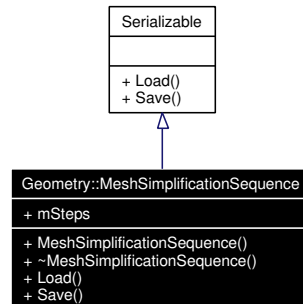 Serializable
+ Load()
+ Save()
Geometry::MeshSimplificationSequence
+ mSteps
+ MeshSimplificationSequence()
+ ~MeshSimplificationSequence()
+ Load()
+ Save()